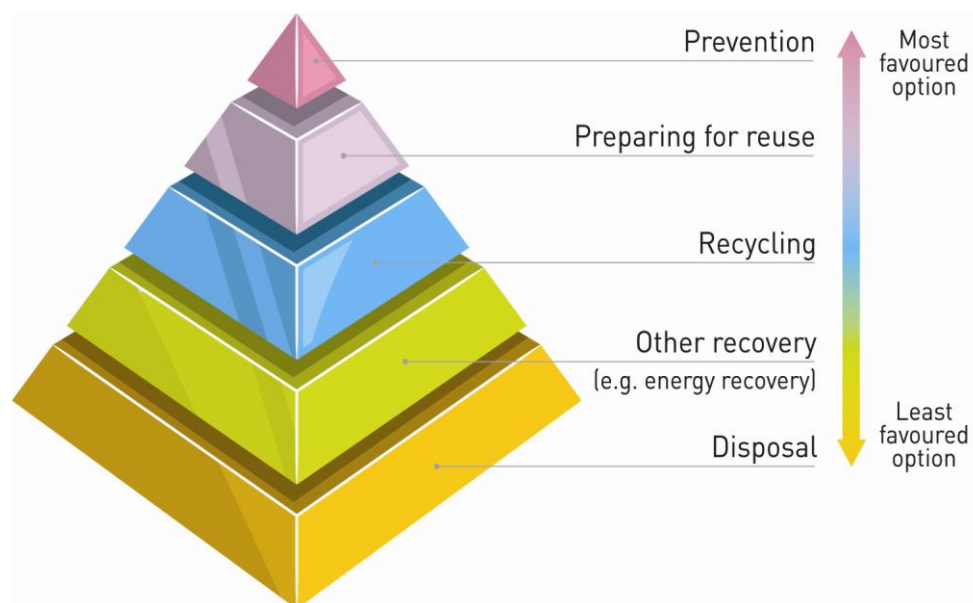 Prevention
Most
favoured
option
Preparing for reuse
Recycling
Other recovery
(e.g. energy recovery)
Disposal
Least
favoured
option